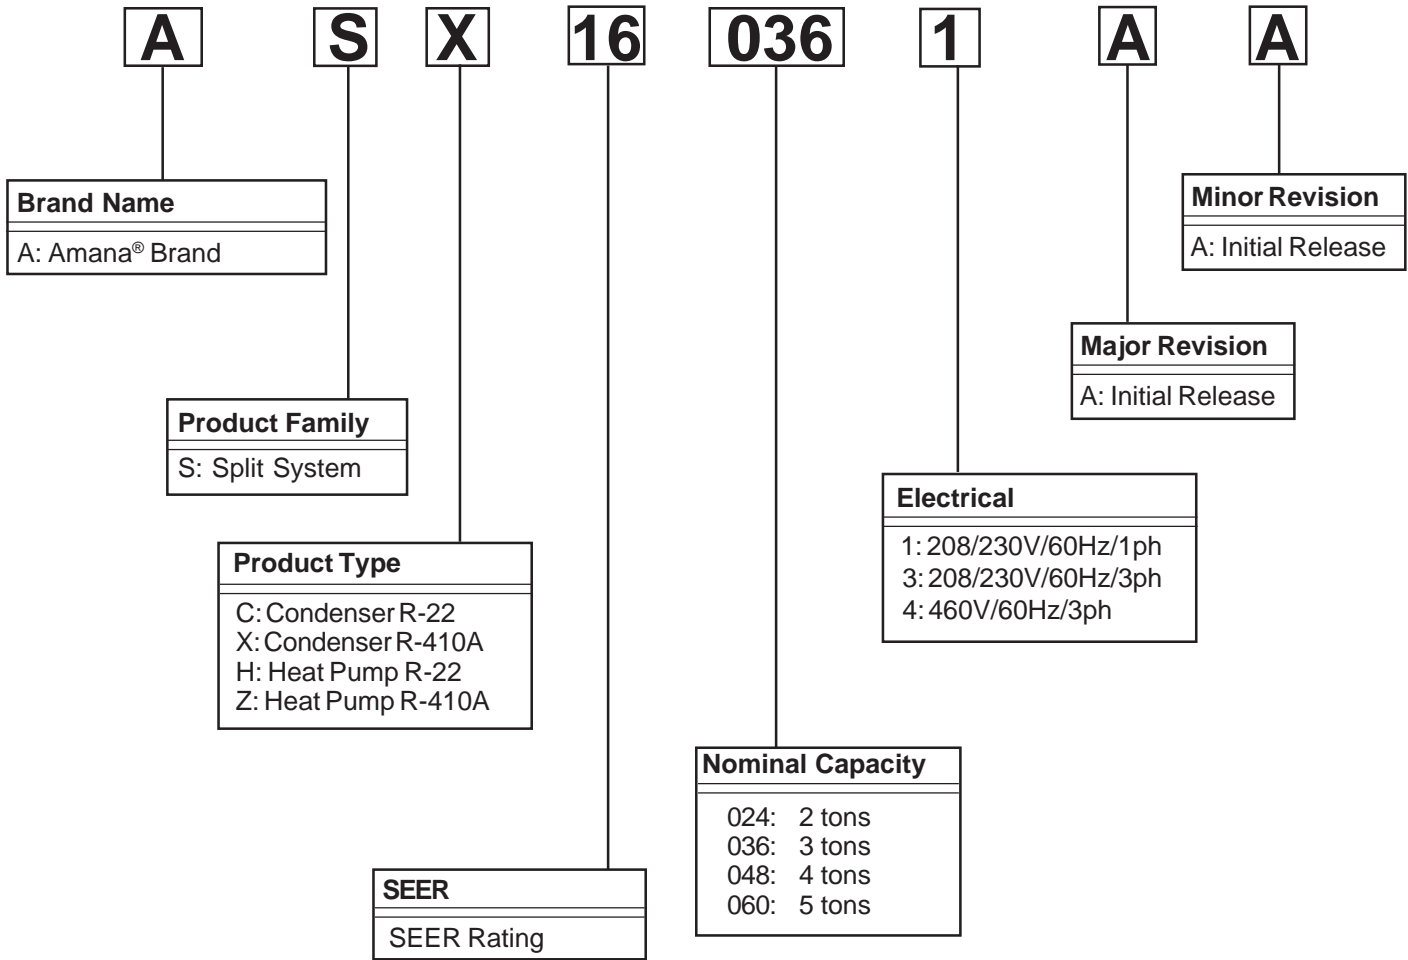 A S X 16 036 1 A A
Brand Name
A: Amana® Brand
Minor Revision
A: Initial Release
Major Revision
A: Initial Release
Product Family
S: Split System
Electrical
1: 208/230V/60Hz/1ph
3: 208/230V/60Hz/3ph
4: 460V/60Hz/3ph
Product Type
C: Condenser R-22
X: Condenser R-410A
H: Heat Pump R-22
Z: Heat Pump R-410A
Nominal Capacity
024: 2 tons
036: 3 tons
048: 4 tons
060: 5 tons
SEER
SEER Rating